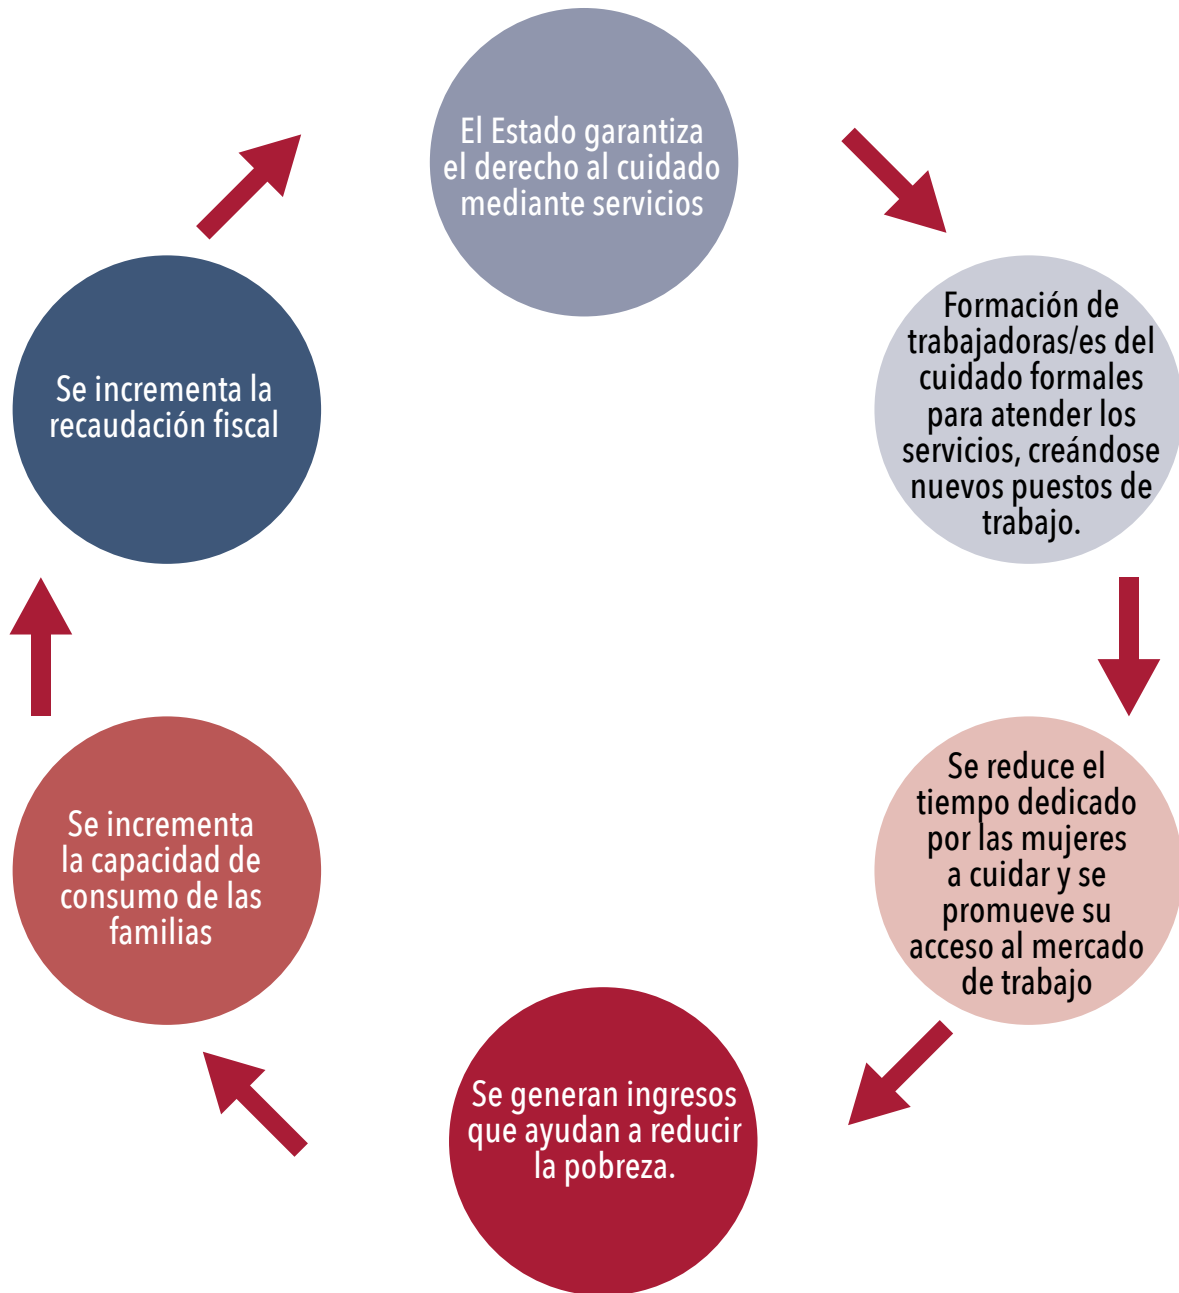 El Estado garantiza
el derecho al cuidado
mediante servicios
Formación de
trabajadoras/es del
cuidado formales
para atender los
servicios, creándose
nuevos puestos de
trabajo.
Se reduce el
tiempo dedicado
por las mujeres
a cuidar y se
promueve su
acceso al mercado
de trabajo
Se generan ingresos
que ayudan a reducir
la pobreza.
Se incrementa
la capacidad de
consumo de las
familias
Se incrementa la
recaudación fiscal